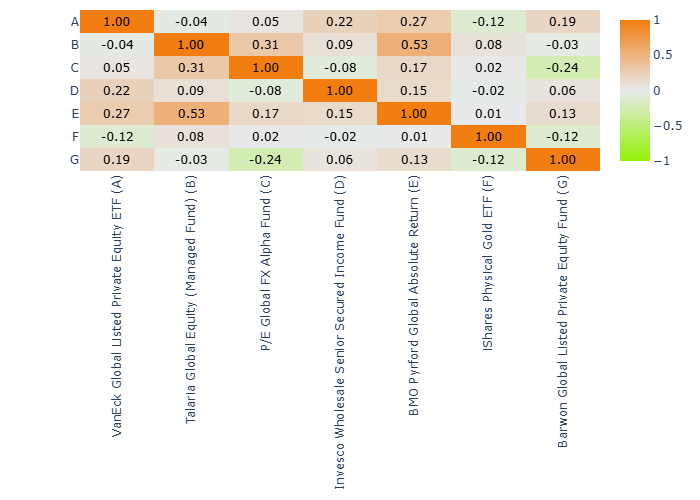 A 1.00 -0.04 0.05 0.22 0.27 -0.12 0.19
B -0.04 1.00 0.31 0.09 0.53 0.08 -0.03
C 0.05 0.31 1.00 -0.08 0.17 0.02 -0.24
D 0.22 0.09 -0.08 1.00 0.15 -0.02 0.06
E 0.27 0.53 0.17 0.15 1.00 0.01 0.13
F -0.12 0.08 0.02 -0.02 0.01 1.00 -0.12
G 0.19 -0.03 -0.24 0.06 0.13 -0.12 1.00
VanEck Global Listed Private Equity ETF (A)
Talaria Global Equity (Managed Fund) (B)
P/E Global FX Alpha Fund (C)
Invesco Wholesale Senior Secured Income Fund (D)
BMO Pyrford Global Absolute Return (E)
iShares Physical Gold ETF (F)
Barwon Global Listed Private Equity Fund (G)
1
0.5
0
−0.5
−1